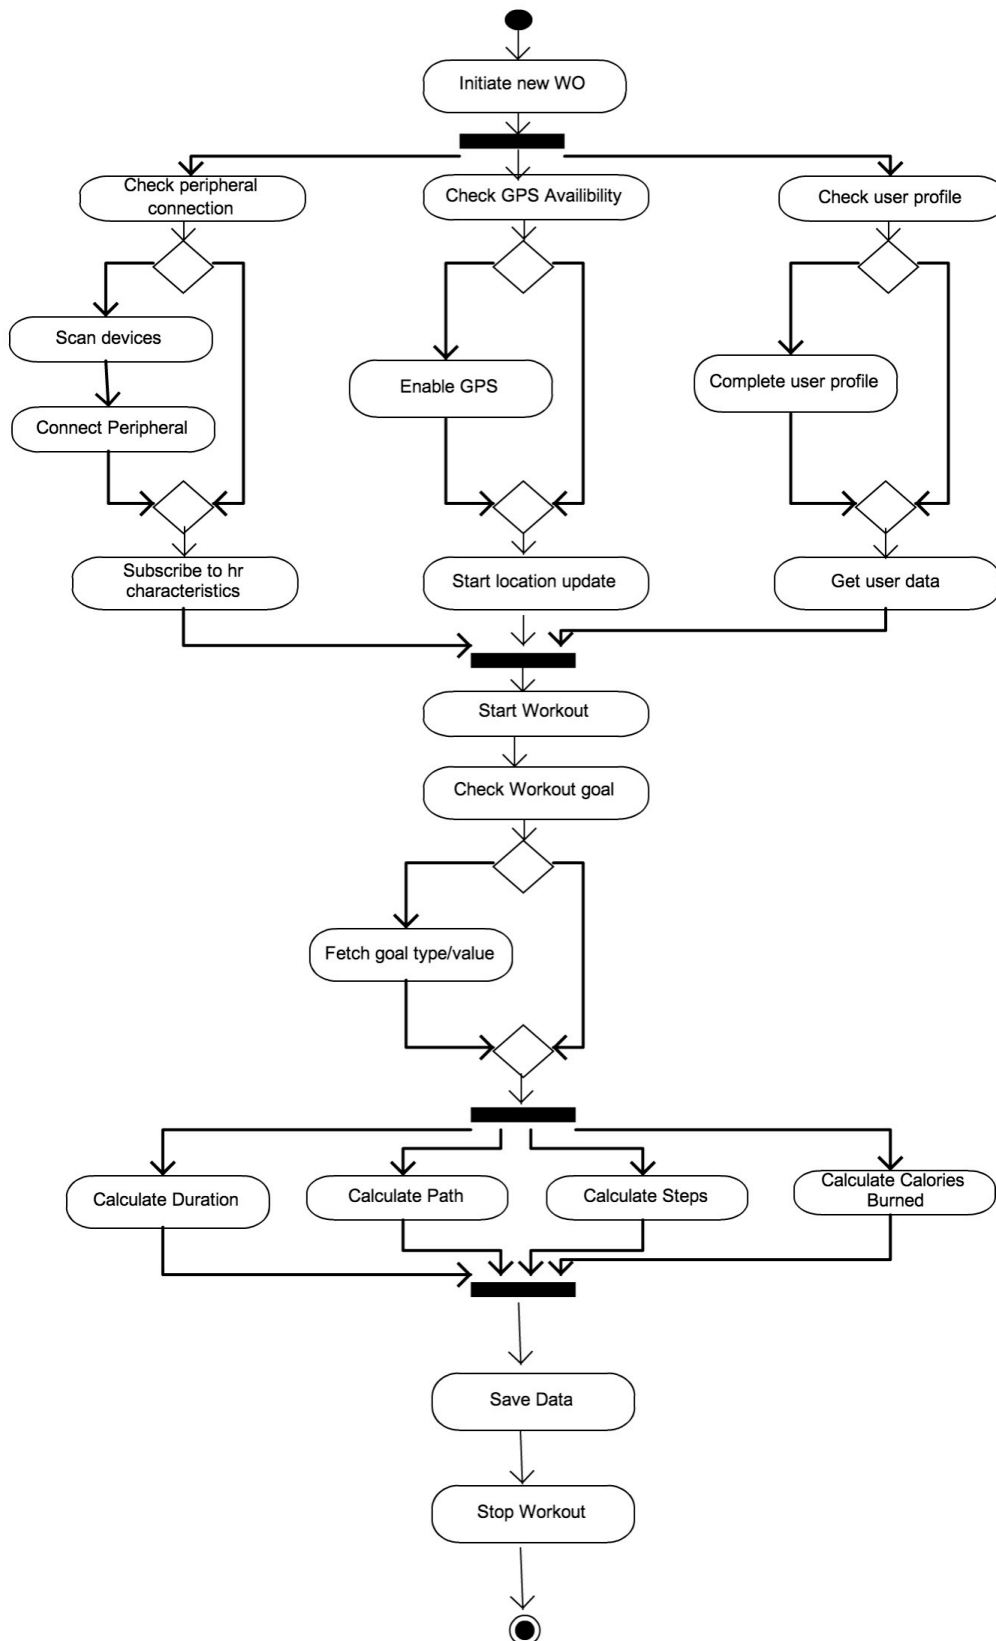 Initiate new WO
Check peripheral
connection
Check GPS Availibility
Check user profile
Scan devices
Enable GPS
Complete user profile
Connect Peripheral
Subscribe to hr
characteristics
Start location update
Get user data
Start Workout
Check Workout goal
Fetch goal type/value
Calculate Duration
Calculate Path
Calculate Steps
Calculate Calories
Burned
Save Data
Stop Workout